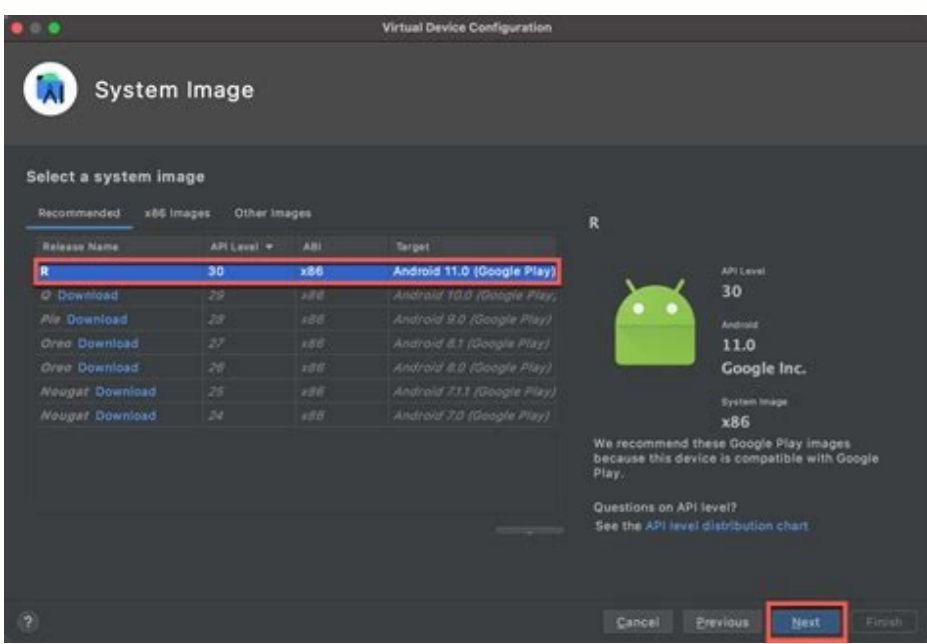 Virtual Device Configuration
System Image
Select a system image
Recommended x86 Images Other Images
Release Name API Level ABI Target
R 30 x86 Android 11.0 (Google Play)
Q Download 29 x86 Android 10.0 (Google Play)
Pie Download 28 x86 Android 9.0 (Google Play)
Oreo Download 27 x86 Android 8.1 (Google Play)
Oreo Download 26 x86 Android 8.0 (Google Play)
Nougat Download 25 x86 Android 7.1.1 (Google Play)
Nougat Download 24 x86 Android 7.0 (Google Play)
R
API Level
30
Android
11.0
Google Inc.
System Image
x86
We recommend these Google Play images
because this device is compatible with Google
Play.
Questions on API level?
See the API level distribution chart
? Cancel Previous Next Finish